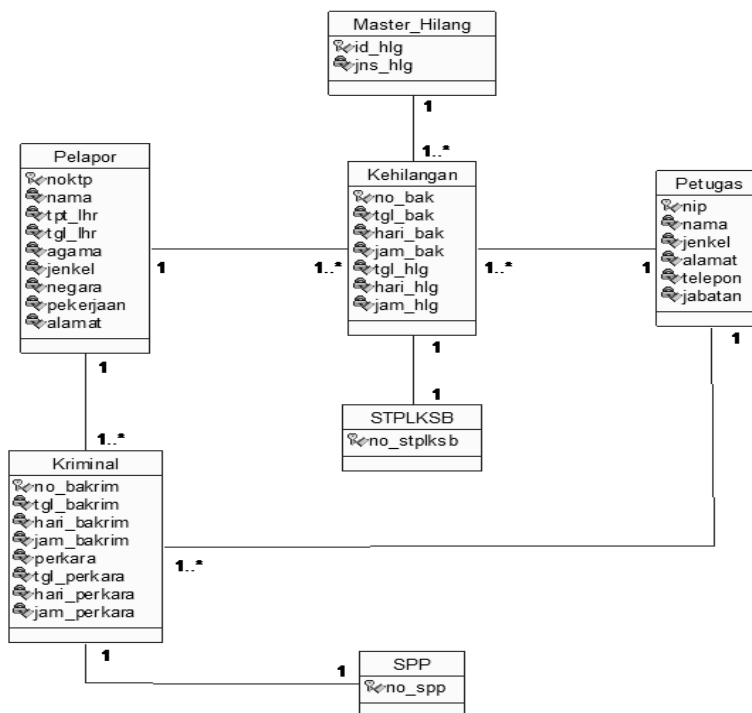 Master_Hilang
id_hlg
jns_hlg
1
1..*
Pelapor
noktp
nama
tpt_lhr
tgl_lhr
agama
jenkel
negara
pekerjaan
alamat
1
1..*
Kehilangan
no_bak
tgl_bak
hari_bak
jam_bak
tgl_hlg
hari_hlg
jam_hlg
1..*
1
Petugas
nip
nama
jenkel
alamat
telepon
jabatan
1
1
1
1
STPLKSB
no_stplksb
1..*
Kriminal
no_bakrim
tgl_bakrim
hari_bakrim
jam_bakrim
perkara
tgl_perkara
hari_perkara
jam_perkara
1..*
1
1
SPP
no_spp